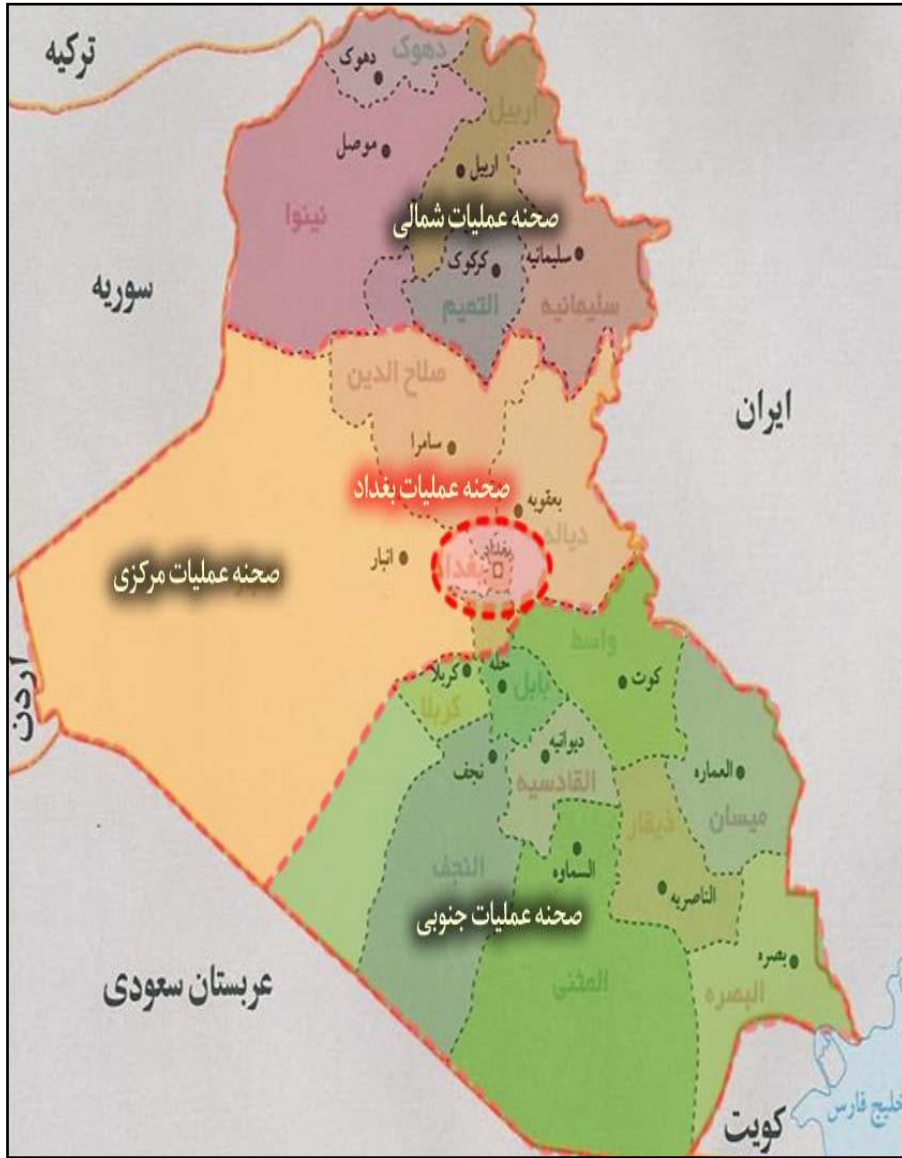 ترکیه
دهوک
دهوک
اربیل
موصل
اربیل
نینوا
صحنه عملیات شمالی
کرکوک
سلیمانیه
التمیم
سلیمانیه
سوریه
صلاح الدین
ایران
سامرا
صحنه عملیات بغداد
بعقوبه
دیاله
انبار
بغداد
بغداد
صحنه عملیات مرکزی
واسط
اردن
کربلا
حله
کوت
بابل
کربلا
دیوانیه
نجف
القادسیه
العماره
میسان
ذیقار
السماوه
النجف
الناصریه
صحنه عملیات جنوبی
بصره
عربستان سعودی
المثنی
البصره
خلیج فارس
کویت